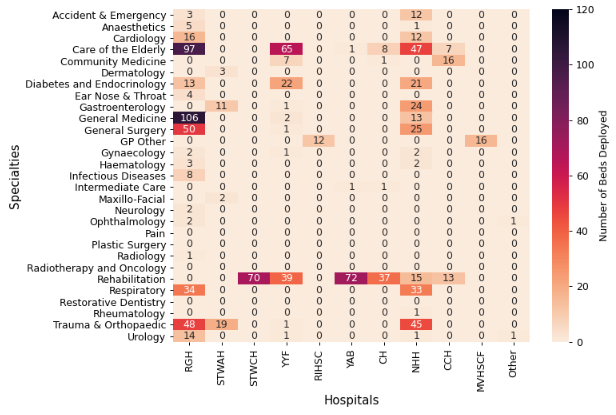 Specialties
Accident & Emergency 3 0 0 0 0 0 0 12 0 0 0
Anaesthetics 5 0 0 0 0 0 0 1 0 0 0
Cardiology 16 0 0 0 0 0 0 12 0 0 0
Care of the Elderly 97 0 0 65 0 1 8 47 7 0 0
Community Medicine 0 0 0 7 0 0 1 0 16 0 0
Dermatology 0 3 0 0 0 0 0 0 0 0 0
Diabetes and Endocrinology 13 0 0 22 0 0 0 21 0 0 0
Ear Nose & Throat 4 0 0 0 0 0 0 0 0 0 0
Gastroenterology 0 11 0 1 0 0 0 24 0 0 0
General Medicine 106 0 0 2 0 0 0 13 0 0 0
General Surgery 50 0 0 1 0 0 0 25 0 0 0
GP Other 0 0 0 0 12 0 0 0 0 16 0
Gynaecology 2 0 0 1 0 0 0 2 0 0 0
Haematology 3 0 0 0 0 0 0 2 0 0 0
Infectious Diseases 8 0 0 0 0 0 0 0 0 0 0
Intermediate Care 0 0 0 0 0 1 1 0 0 0 0
Maxillo-Facial 0 2 0 0 0 0 0 0 0 0 0
Neurology 2 0 0 0 0 0 0 0 0 0 0
Ophthalmology 2 0 0 0 0 0 0 0 0 0 1
Pain 0 0 0 0 0 0 0 0 0 0 0
Plastic Surgery 0 0 0 0 0 0 0 0 0 0 0
Radiology 1 0 0 0 0 0 0 0 0 0 0
Radiotherapy and Oncology 0 0 0 0 0 0 0 0 0 0 0
Rehabilitation 0 0 70 39 0 72 37 15 13 0 0
Respiratory 34 0 0 0 0 0 0 33 0 0 0
Restorative Dentistry 0 0 0 0 0 0 0 0 0 0 0
Rheumatology 0 0 0 0 0 0 0 1 0 0 0
Trauma & Orthopaedic 48 19 0 1 0 0 0 45 0 0 0
Urology 14 0 0 1 0 0 0 1 0 0 1
RGH STWAH STWCH YYF RIHSC YAB CH NHH CCH MVHSCF Other
Hospitals
120
100
80
60
40
20
0
Number of Beds Deployed